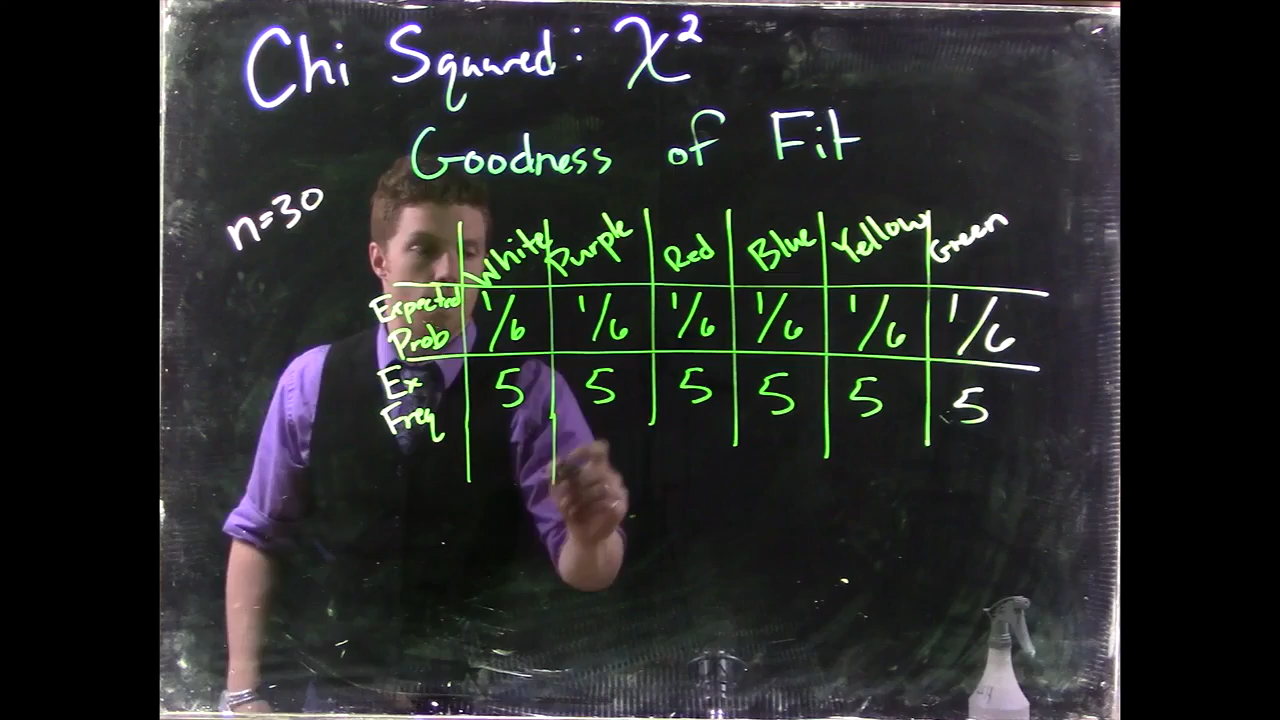 Chi Squared: χ²
Goodness of Fit
n=30
White Purple Red Blue Yellow Green
Expected Prob 1/6 1/6 1/6 1/6 1/6 1/6
Ex Freq 5 5 5 5 5 5